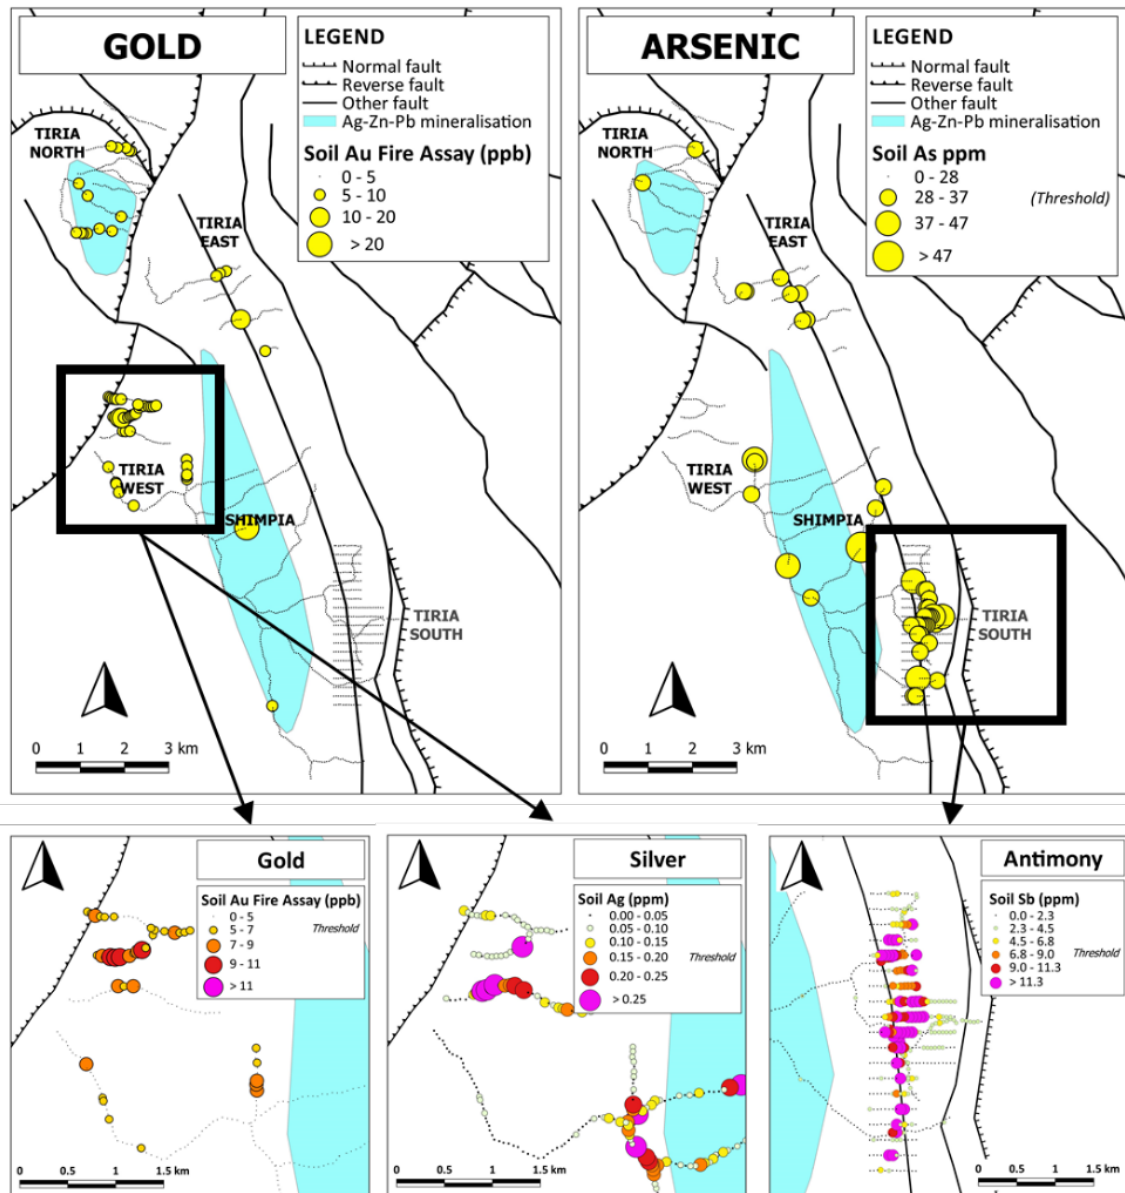 GOLD
LEGEND
Normal fault
Reverse fault
Other fault
Ag-Zn-Pb mineralisation
Soil Au Fire Assay (ppb)
0 - 5
5 - 10
10 - 20
> 20
TIRIA
NORTH
TIRIA
EAST
TIRIA
WEST
SHIMPIA
TIRIA
SOUTH
0 1 2 3 km
ARSENIC
LEGEND
Normal fault
Reverse fault
Other fault
Ag-Zn-Pb mineralisation
Soil As ppm
0 - 28
28 - 37 (Threshold)
37 - 47
> 47
TIRIA
NORTH
TIRIA
EAST
TIRIA
WEST
SHIMPIA
TIRIA
SOUTH
0 1 2 3 km
Gold
Soil Au Fire Assay (ppb)
0 - 5
5 - 7 Threshold
7 - 9
9 - 11
> 11
0 0.5 1 1.5 km
Silver
Soil Ag (ppm)
0.00 - 0.05
0.05 - 0.10
0.10 - 0.15
0.15 - 0.20 Threshold
0.20 - 0.25
> 0.25
0 0.5 1 1.5 km
Antimony
Soil Sb (ppm)
0.0 - 2.3
2.3 - 4.5
4.5 - 6.8
6.8 - 9.0 Threshold
9.0 - 11.3
> 11.3
0 0.5 1 1.5 km